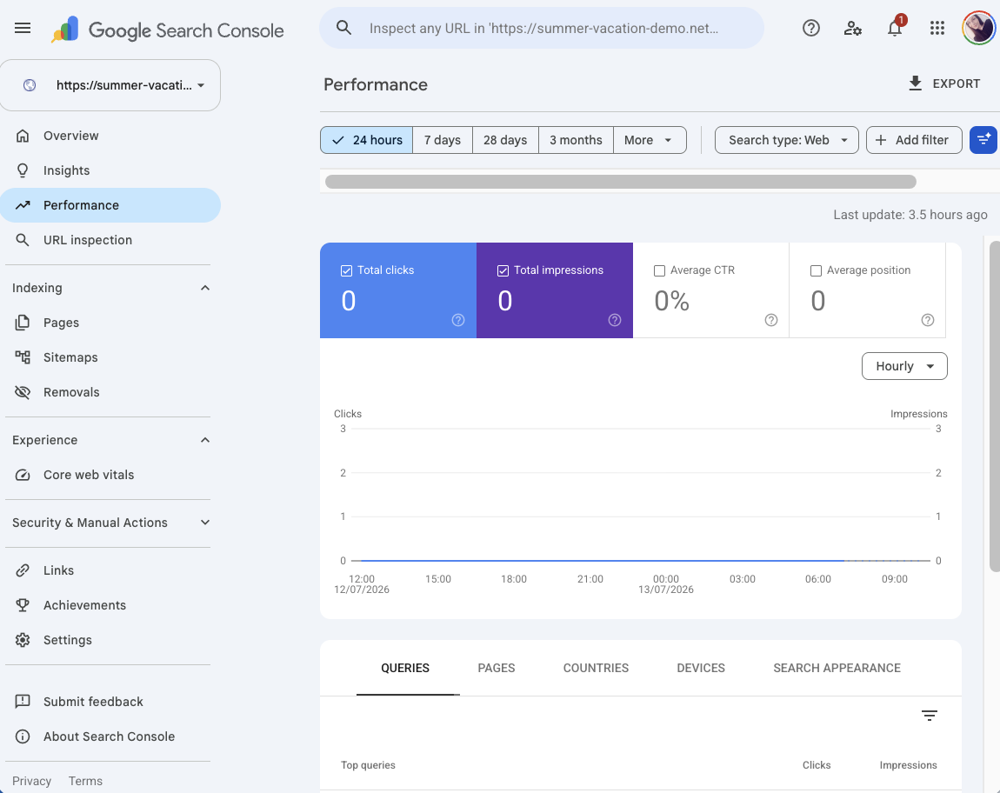 Google Search Console
Inspect any URL in 'https://summer-vacation-demo.net...
1
https://summer-vacati...
Performance
EXPORT
Overview
Insights
Performance
URL inspection
Indexing
Pages
Sitemaps
Removals
Experience
Core web vitals
Security & Manual Actions
Links
Achievements
Settings
Submit feedback
About Search Console
Privacy Terms
24 hours 7 days 28 days 3 months More Search type: Web Add filter
Last update: 3.5 hours ago
Total clicks
0
Total impressions
0
Average CTR
0%
Average position
0
Hourly
Clicks Impressions
3 3
2 2
1 1
0 0
12:00 15:00 18:00 21:00 00:00 03:00 06:00 09:00
12/07/2026 13/07/2026
QUERIES PAGES COUNTRIES DEVICES SEARCH APPEARANCE
Top queries Clicks Impressions